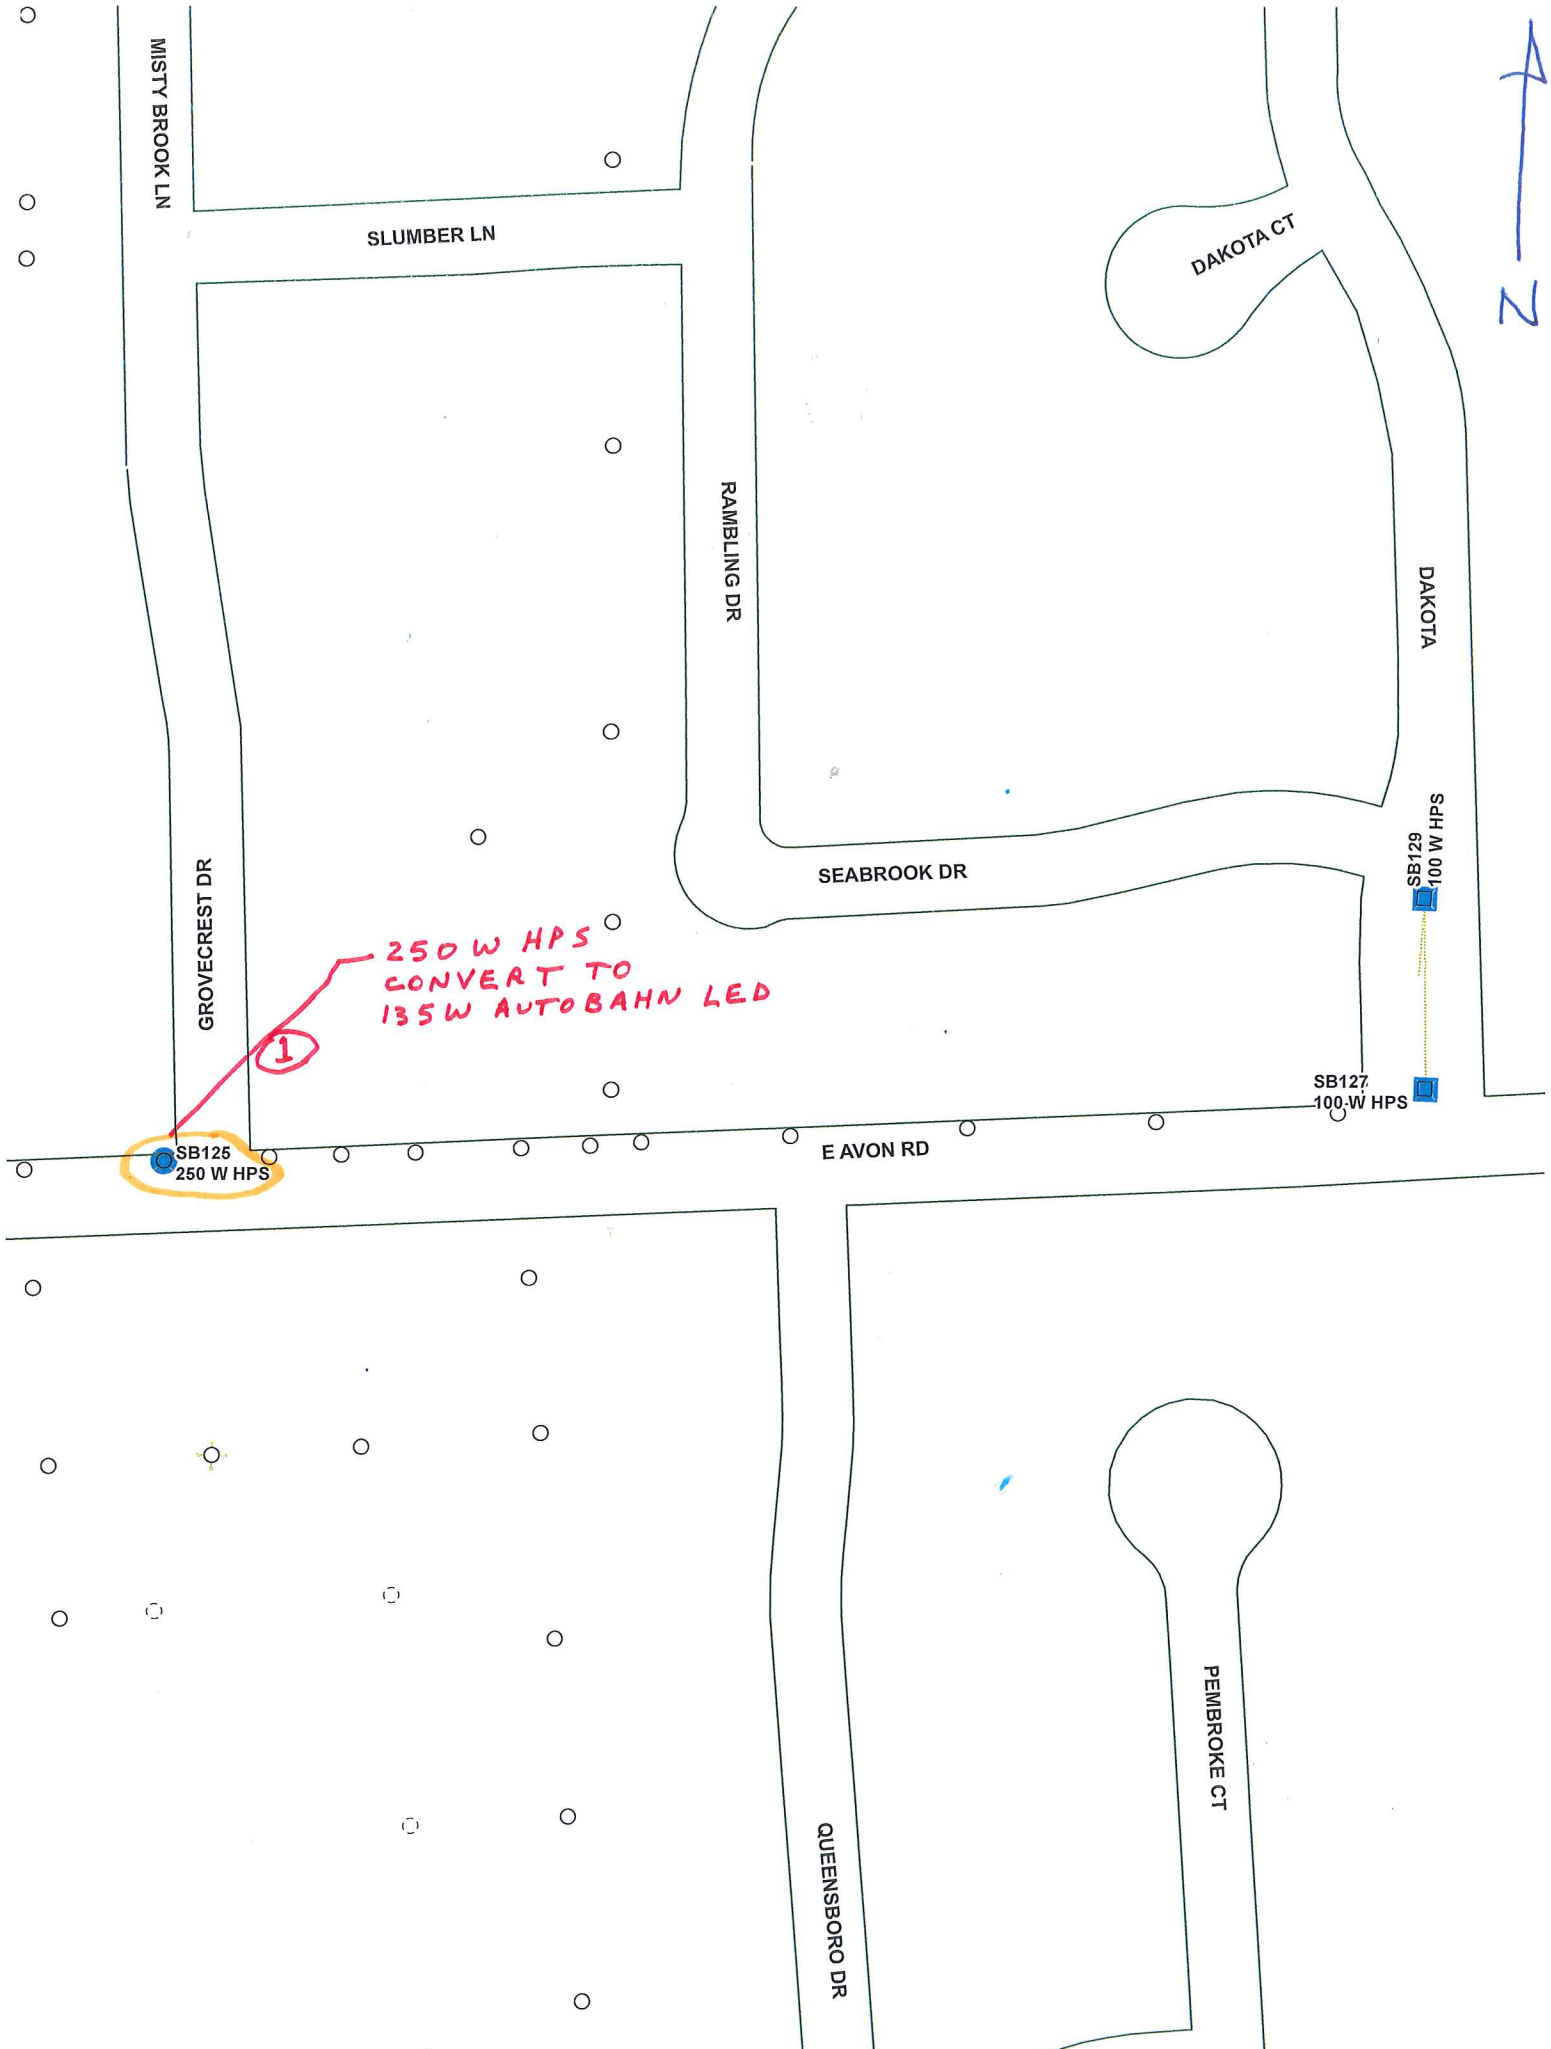 MISTY BROOK LN
SLUMBER LN
DAKOTA CT
N
RAMBLING DR
DAKOTA
SB129
100 W HPS
SEABROOK DR
GROVECREST DR
250 W HPS
CONVERT TO
135W AUTOBAHN LED
1
SB127
100 W HPS
SB125
250 W HPS
E AVON RD
PEMBROKE CT
QUEENSBORO DR